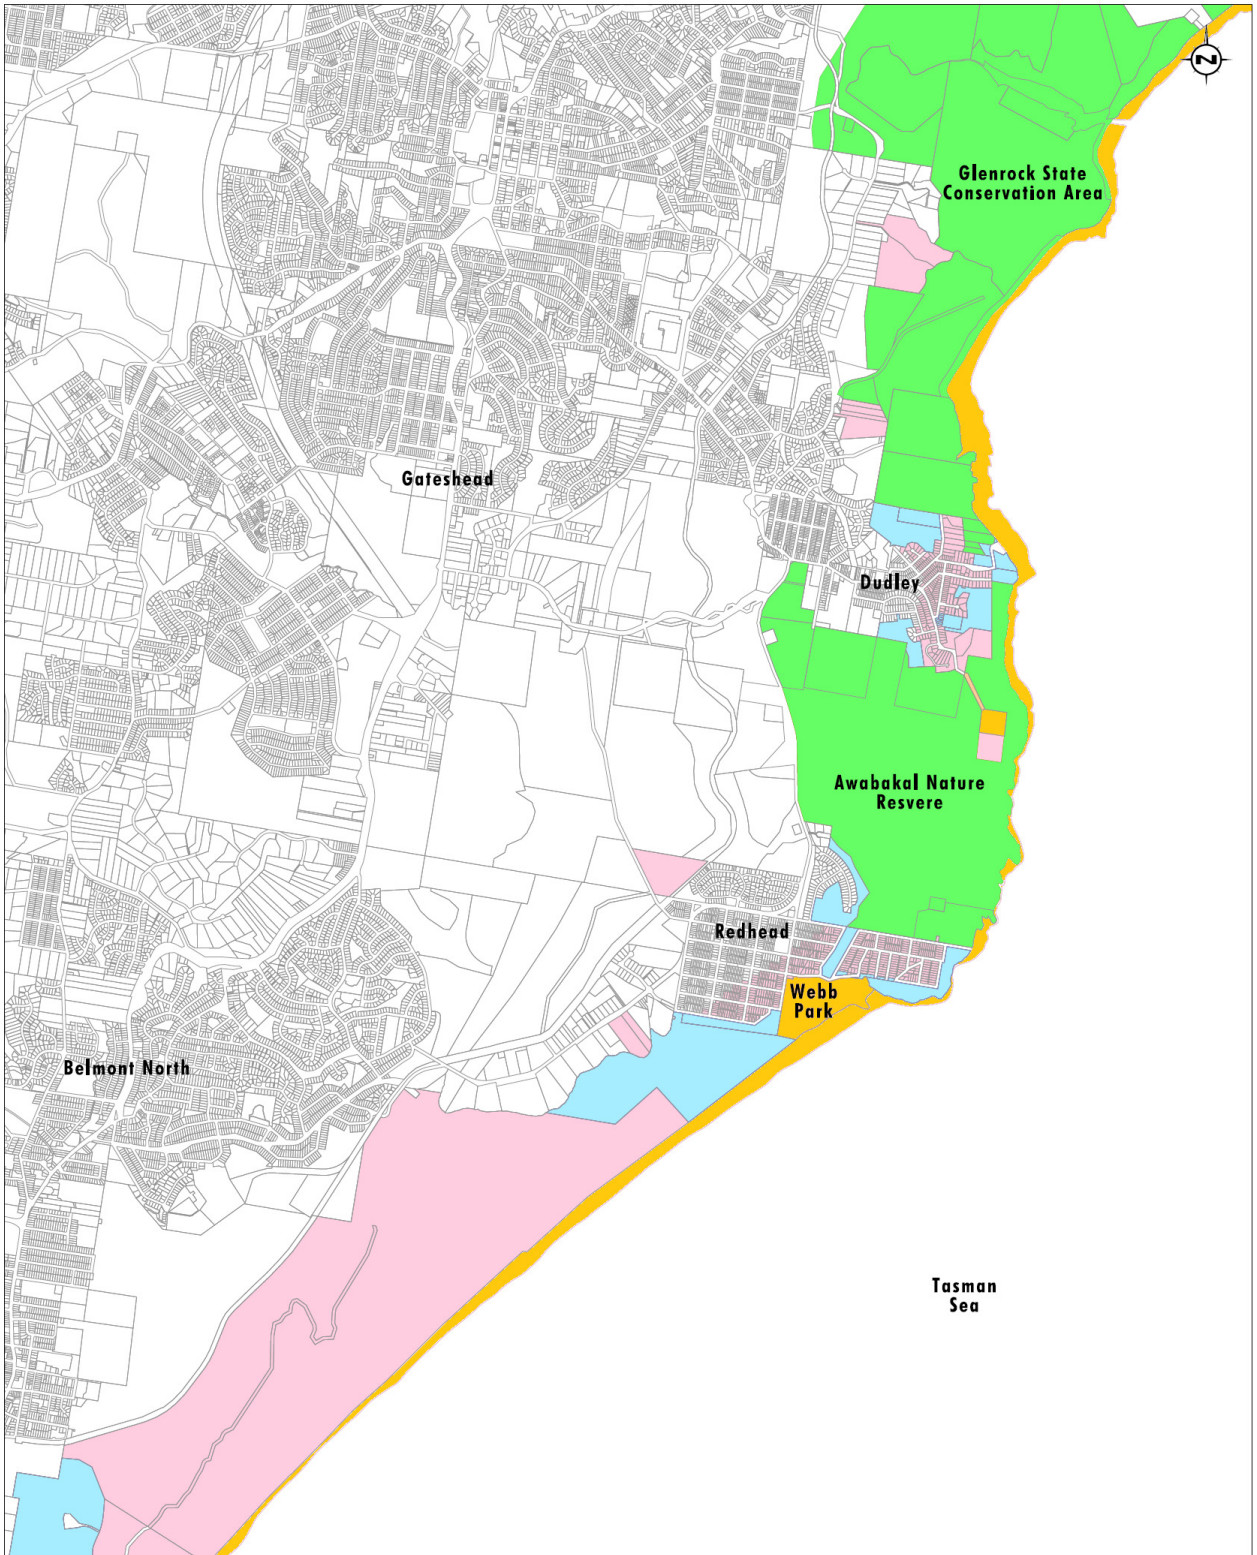 N
Glenrock State
Conservation Area
Gateshead
Dudley
Awabakal Nature
Resvere
Redhead
Webb
Park
Belmont North
Tasman
Sea